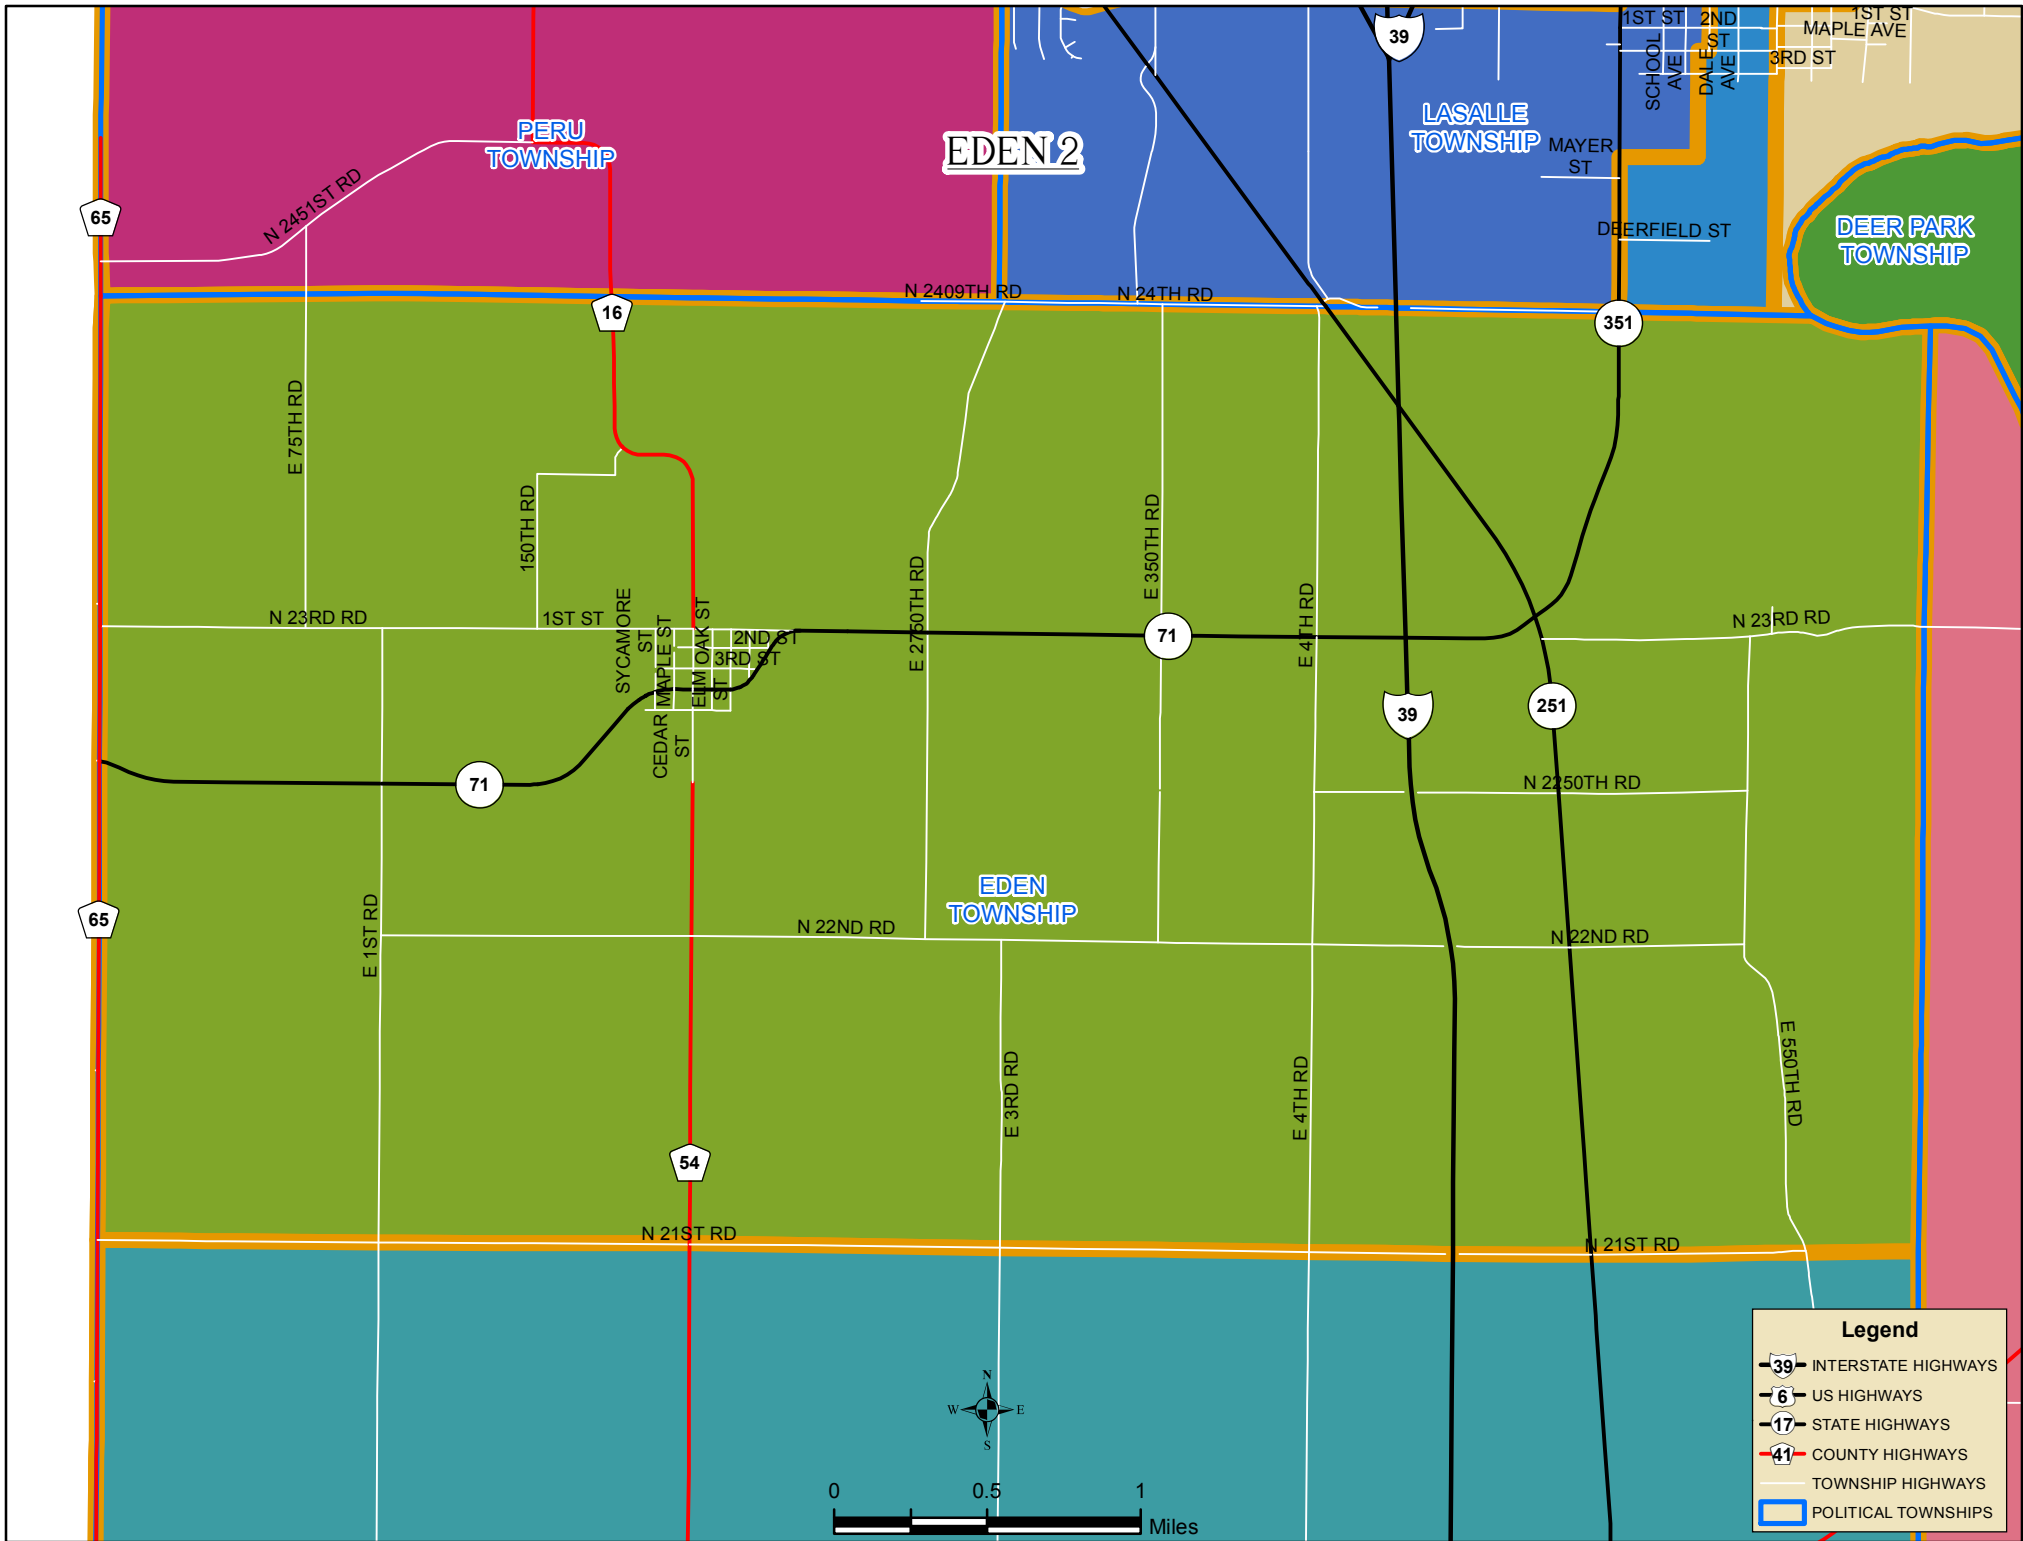 39
1ST ST
2ND
ST
1ST ST
MAPLE AVE
3RD ST
SCHOOL
AVE
DALE
AVE
PERU
TOWNSHIP
EDEN 2
LASALLE
TOWNSHIP
MAYER
ST
65
N 2451ST RD
DEERFIELD ST
DEER PARK
TOWNSHIP
N 2409TH RD
N 24TH RD
16
351
E 75TH RD
150TH RD
E 350TH RD
E 2750TH RD
E 4TH RD
N 23RD RD
1ST ST
SYCAMORE
ST
MAPLE ST
ELM OAK ST
ST
2ND ST
3RD ST
71
N 23RD RD
CEDAR
ST
39
251
71
N 2250TH RD
65
E 1ST RD
EDEN
TOWNSHIP
N 22ND RD
N 22ND RD
E 3RD RD
E 4TH RD
E 550TH RD
54
N 21ST RD
N 21ST RD
Legend
39 INTERSTATE HIGHWAYS
6 US HIGHWAYS
17 STATE HIGHWAYS
41 COUNTY HIGHWAYS
TOWNSHIP HIGHWAYS
POLITICAL TOWNSHIPS
N
W E
S
0 0.5 1
Miles